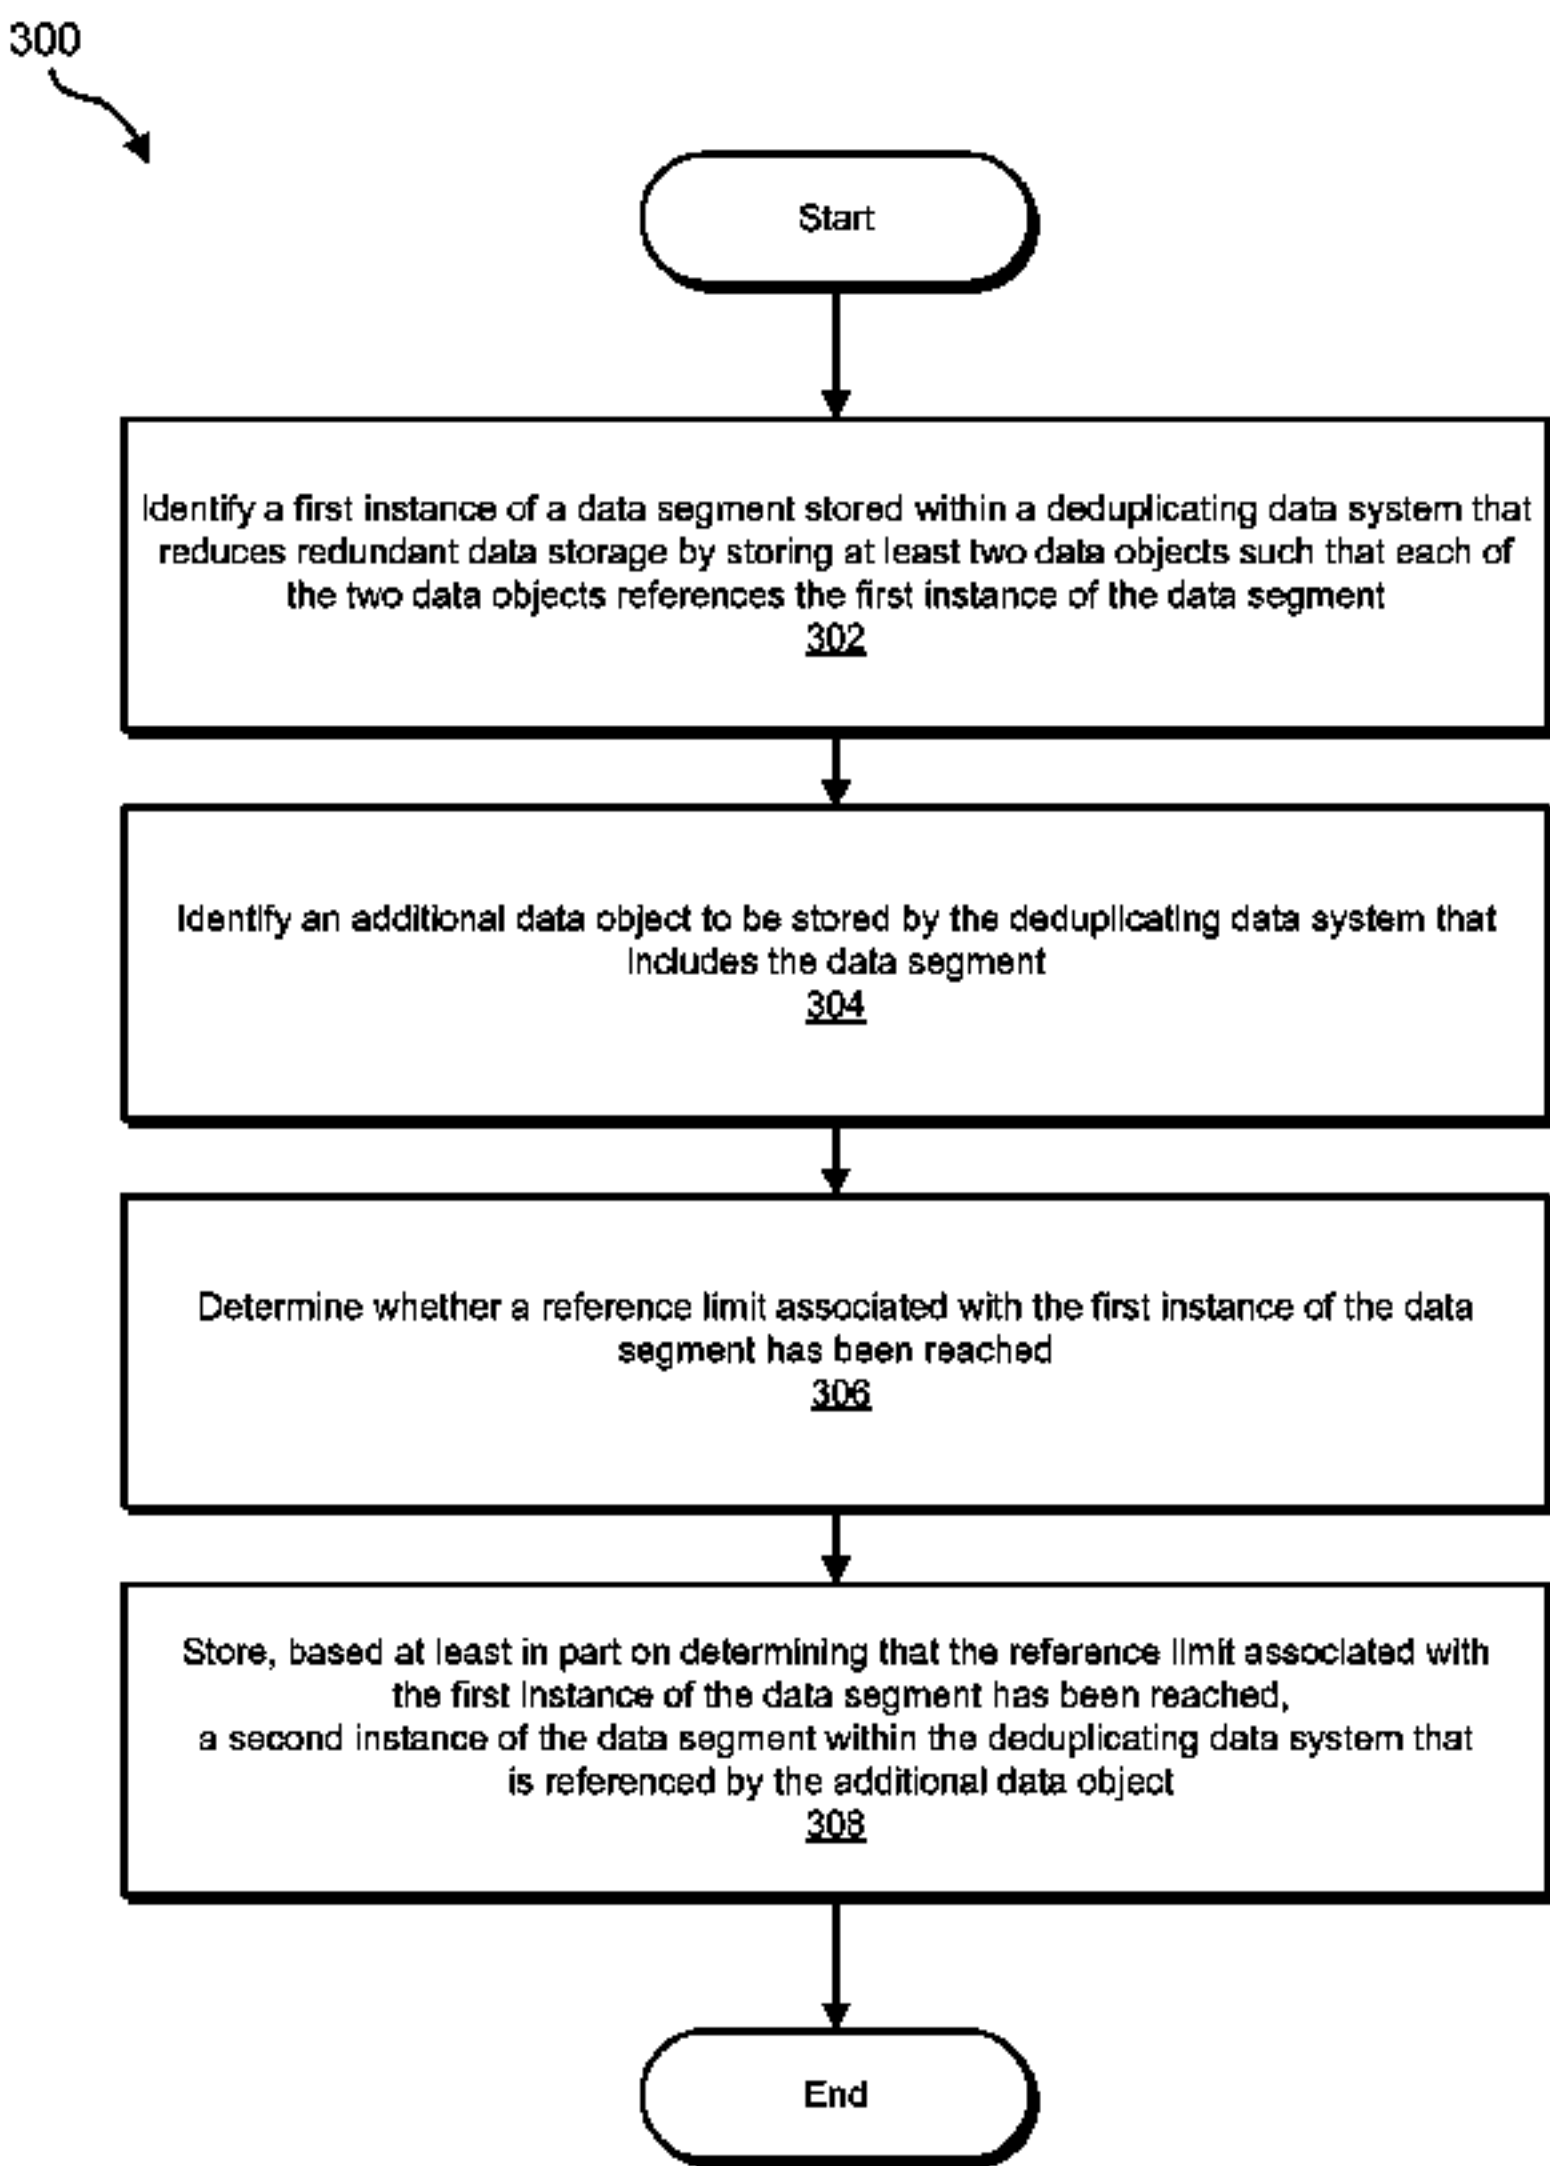 300
Start
Identify a first instance of a data segment stored within a deduplicating data system that
reduces redundant data storage by storing at least two data objects such that each of
the two data objects references the first instance of the data segment
302
Identify an additional data object to be stored by the deduplicating data system that
includes the data segment
304
Determine whether a reference limit associated with the first instance of the data
segment has been reached
306
Store, based at least in part on determining that the reference limit associated with
the first instance of the data segment has been reached,
a second instance of the data segment within the deduplicating data system that
is referenced by the additional data object
308
End